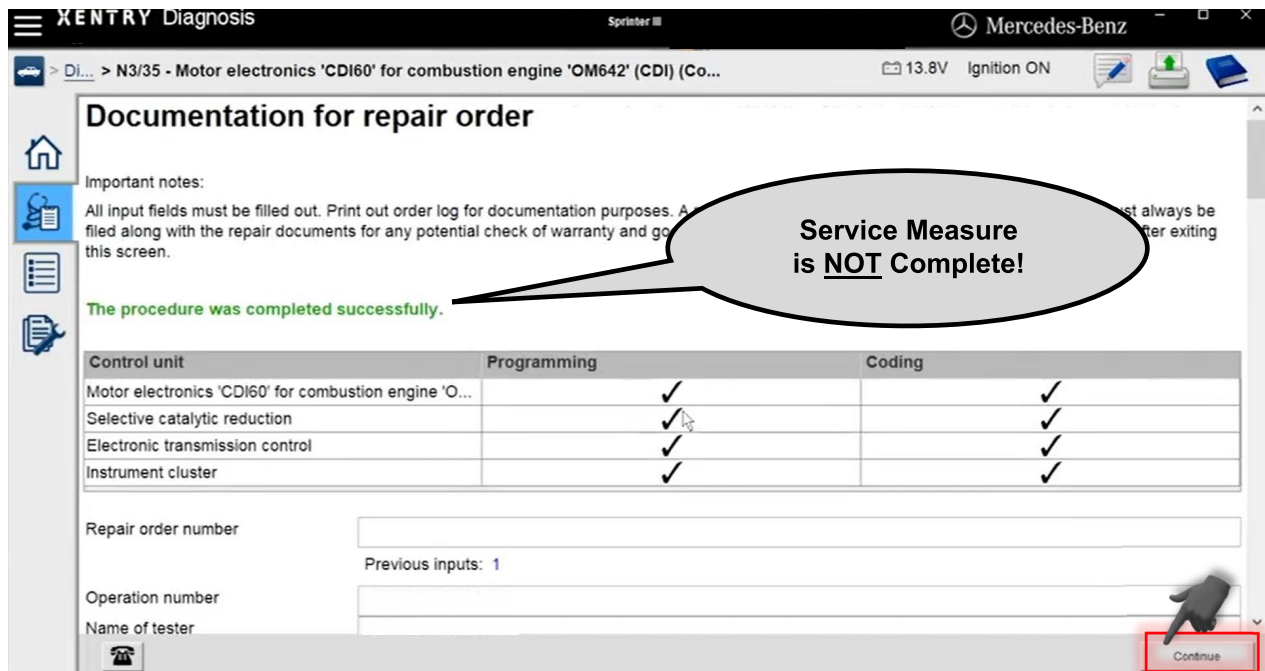 XENTRY Diagnosis
Sprinter III
Mercedes-Benz
> Di... > N3/35 - Motor electronics 'CDI60' for combustion engine 'OM642' (CDI) (Co...
13.8V Ignition ON
Documentation for repair order
Important notes:
All input fields must be filled out. Print out order log for documentation purposes. A
st always be
filed along with the repair documents for any potential check of warranty and go
fter exiting
this screen.
Service Measure
is NOT Complete!
The procedure was completed successfully.
Control unit Programming Coding
Motor electronics 'CDI60' for combustion engine 'O... ✓ ✓
Selective catalytic reduction ✓ ✓
Electronic transmission control ✓ ✓
Instrument cluster ✓ ✓
Repair order number
Previous inputs: 1
Operation number
Name of tester
Continue